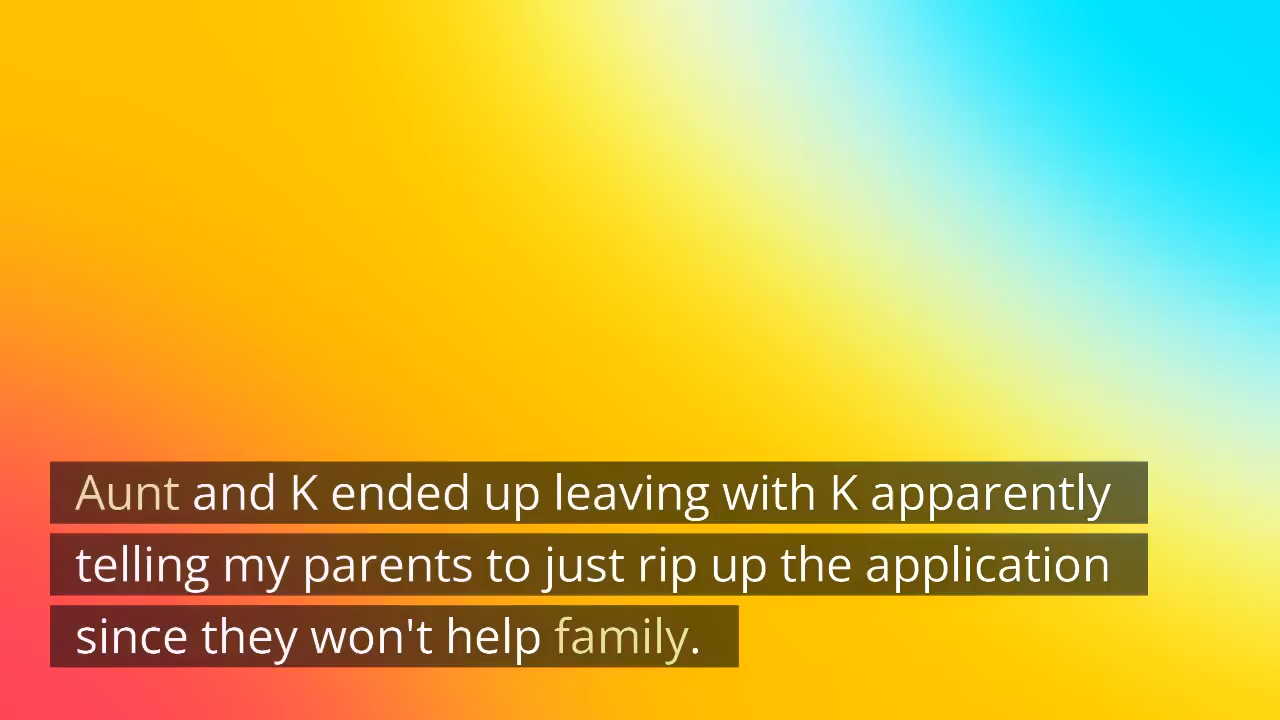 Aunt and K ended up leaving with K apparently
telling my parents to just rip up the application
since they won't help family.